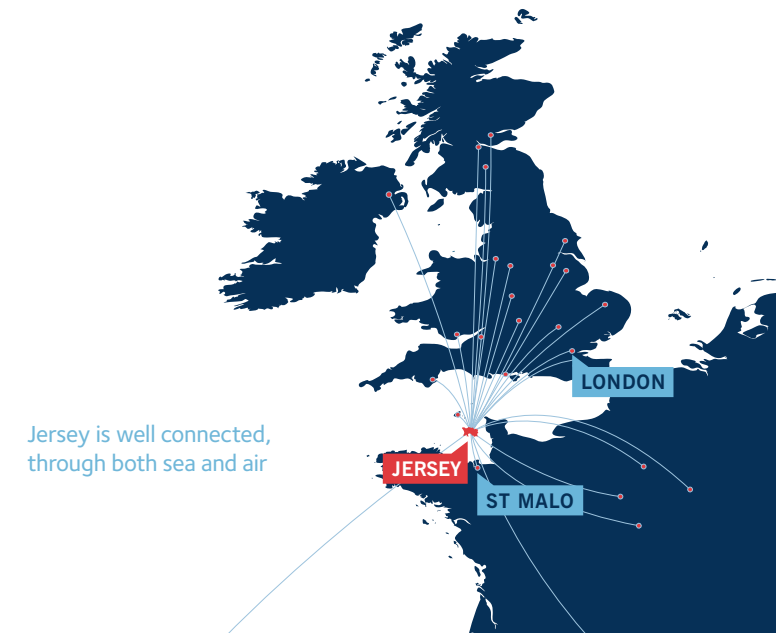 LONDON
Jersey is well connected,
through both sea and air
JERSEY
ST MALO